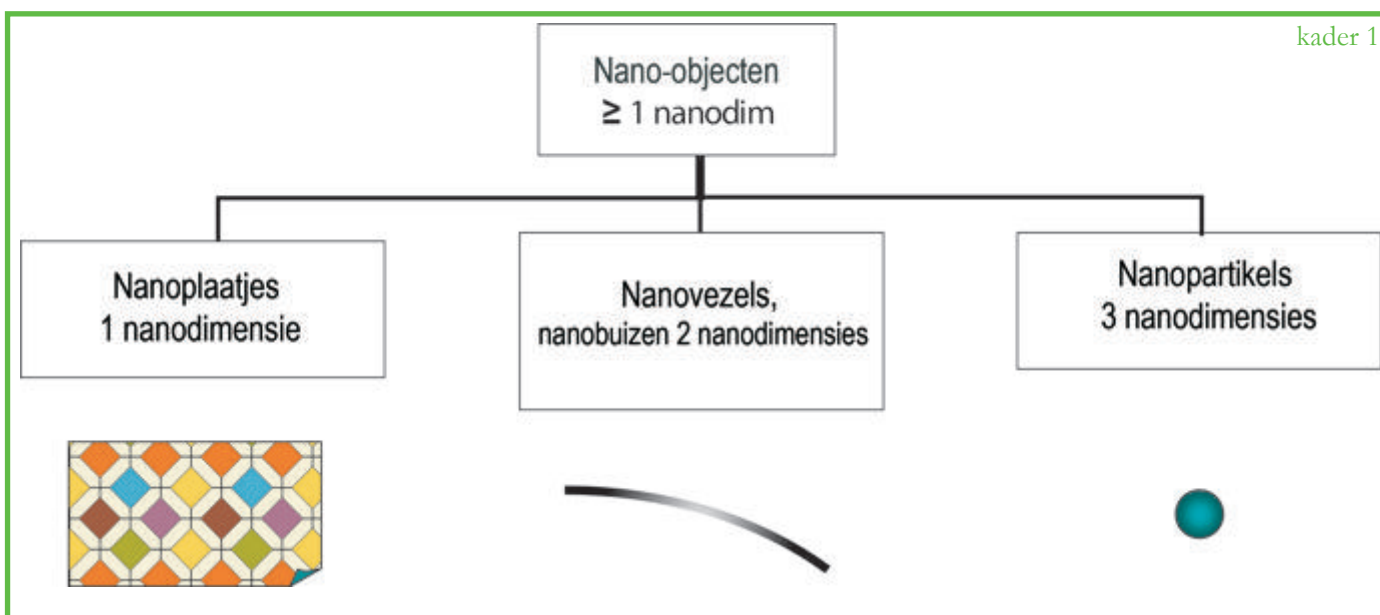 kader 1
Nano-objecten
≥ 1 nanodim
Nanoplaatjes
1 nanodimensie
Nanovezels,
nanobuizen 2 nanodimensies
Nanopartikels
3 nanodimensies